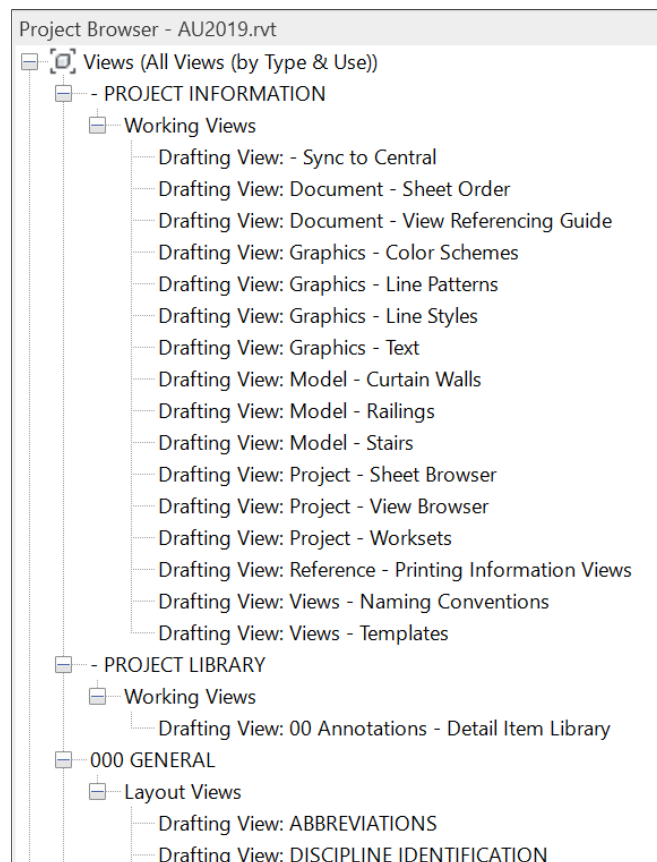 Project Browser - AU2019.rvt
Views (All Views (by Type & Use))
- PROJECT INFORMATION
Working Views
Drafting View: - Sync to Central
Drafting View: Document - Sheet Order
Drafting View: Document - View Referencing Guide
Drafting View: Graphics - Color Schemes
Drafting View: Graphics - Line Patterns
Drafting View: Graphics - Line Styles
Drafting View: Graphics - Text
Drafting View: Model - Curtain Walls
Drafting View: Model - Railings
Drafting View: Model - Stairs
Drafting View: Project - Sheet Browser
Drafting View: Project - View Browser
Drafting View: Project - Worksets
Drafting View: Reference - Printing Information Views
Drafting View: Views - Naming Conventions
Drafting View: Views - Templates
- PROJECT LIBRARY
Working Views
Drafting View: 00 Annotations - Detail Item Library
000 GENERAL
Layout Views
Drafting View: ABBREVIATIONS
Drafting View: DISCIPLINE IDENTIFICATION